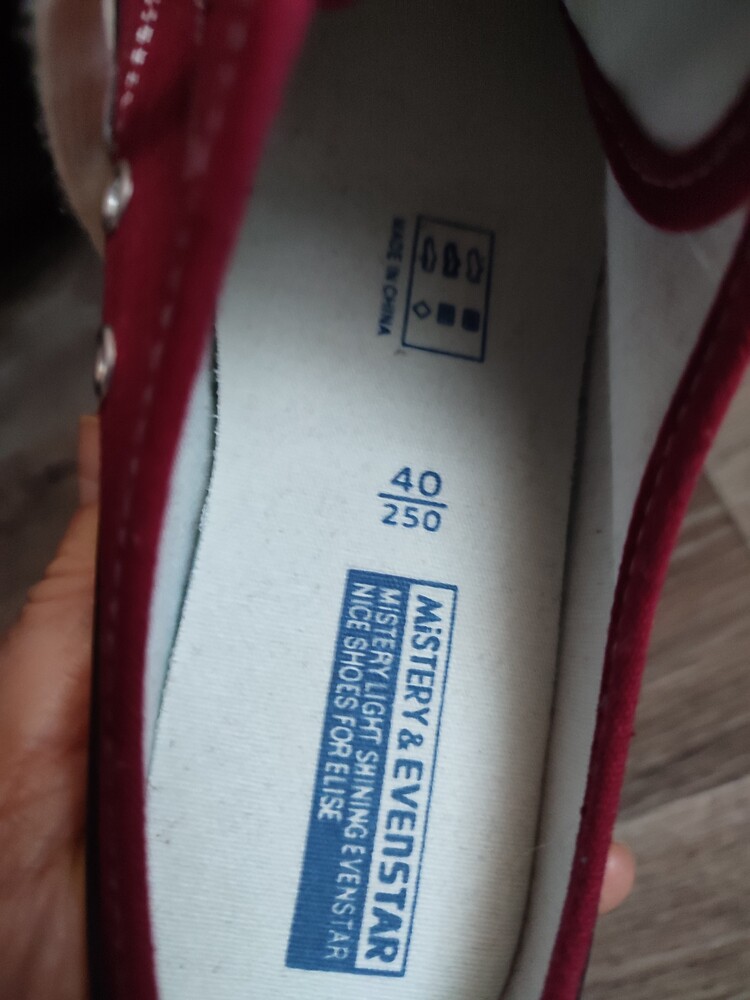 MADE IN CHINA
40
250
MiSTERY & EVENSTAR
MiSTERY LIGHT SHINING EVENSTAR
NICE SHOES FOR ELISE